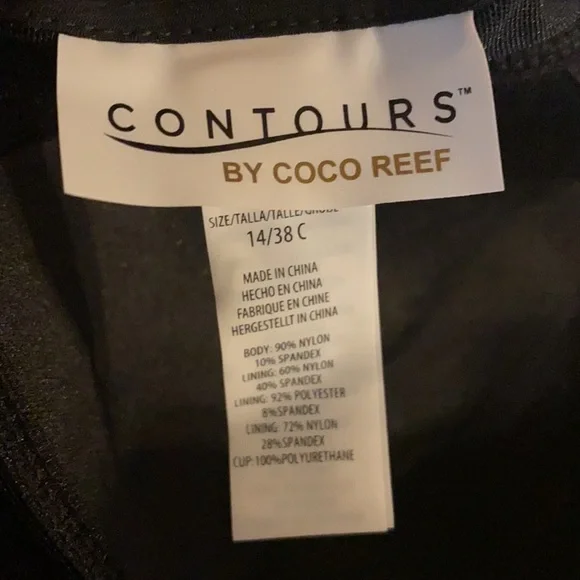 CONTOURS™
BY COCO REEF
SIZE/TALLA/TALLE/GRÖßE
14/38 C
MADE IN CHINA
HECHO EN CHINA
FABRIQUE EN CHINE
HERGESTELLT IN CHINA
BODY: 90% NYLON
10% SPANDEX
LINING: 60% NYLON
40% SPANDEX
LINING: 92% POLYESTER
8%SPANDEX
LINING: 72% NYLON
28%SPANDEX
CUP:100%POLYURETHANE